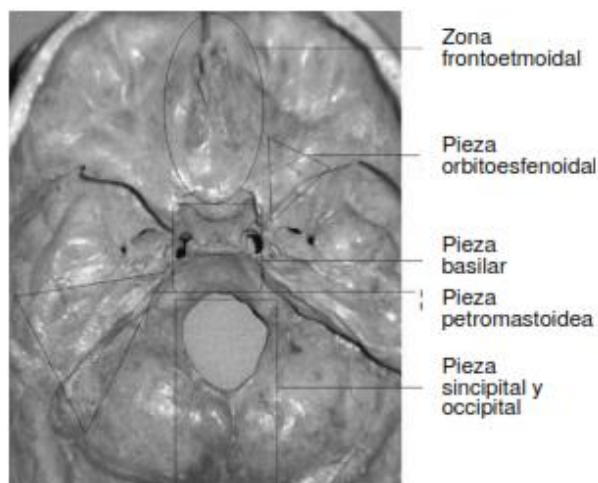 Zona
frontoetmoidal
Pieza
orbitoesfenoidal
Pieza
basilar
Pieza
petromastoidea
Pieza
sincipital y
occipital